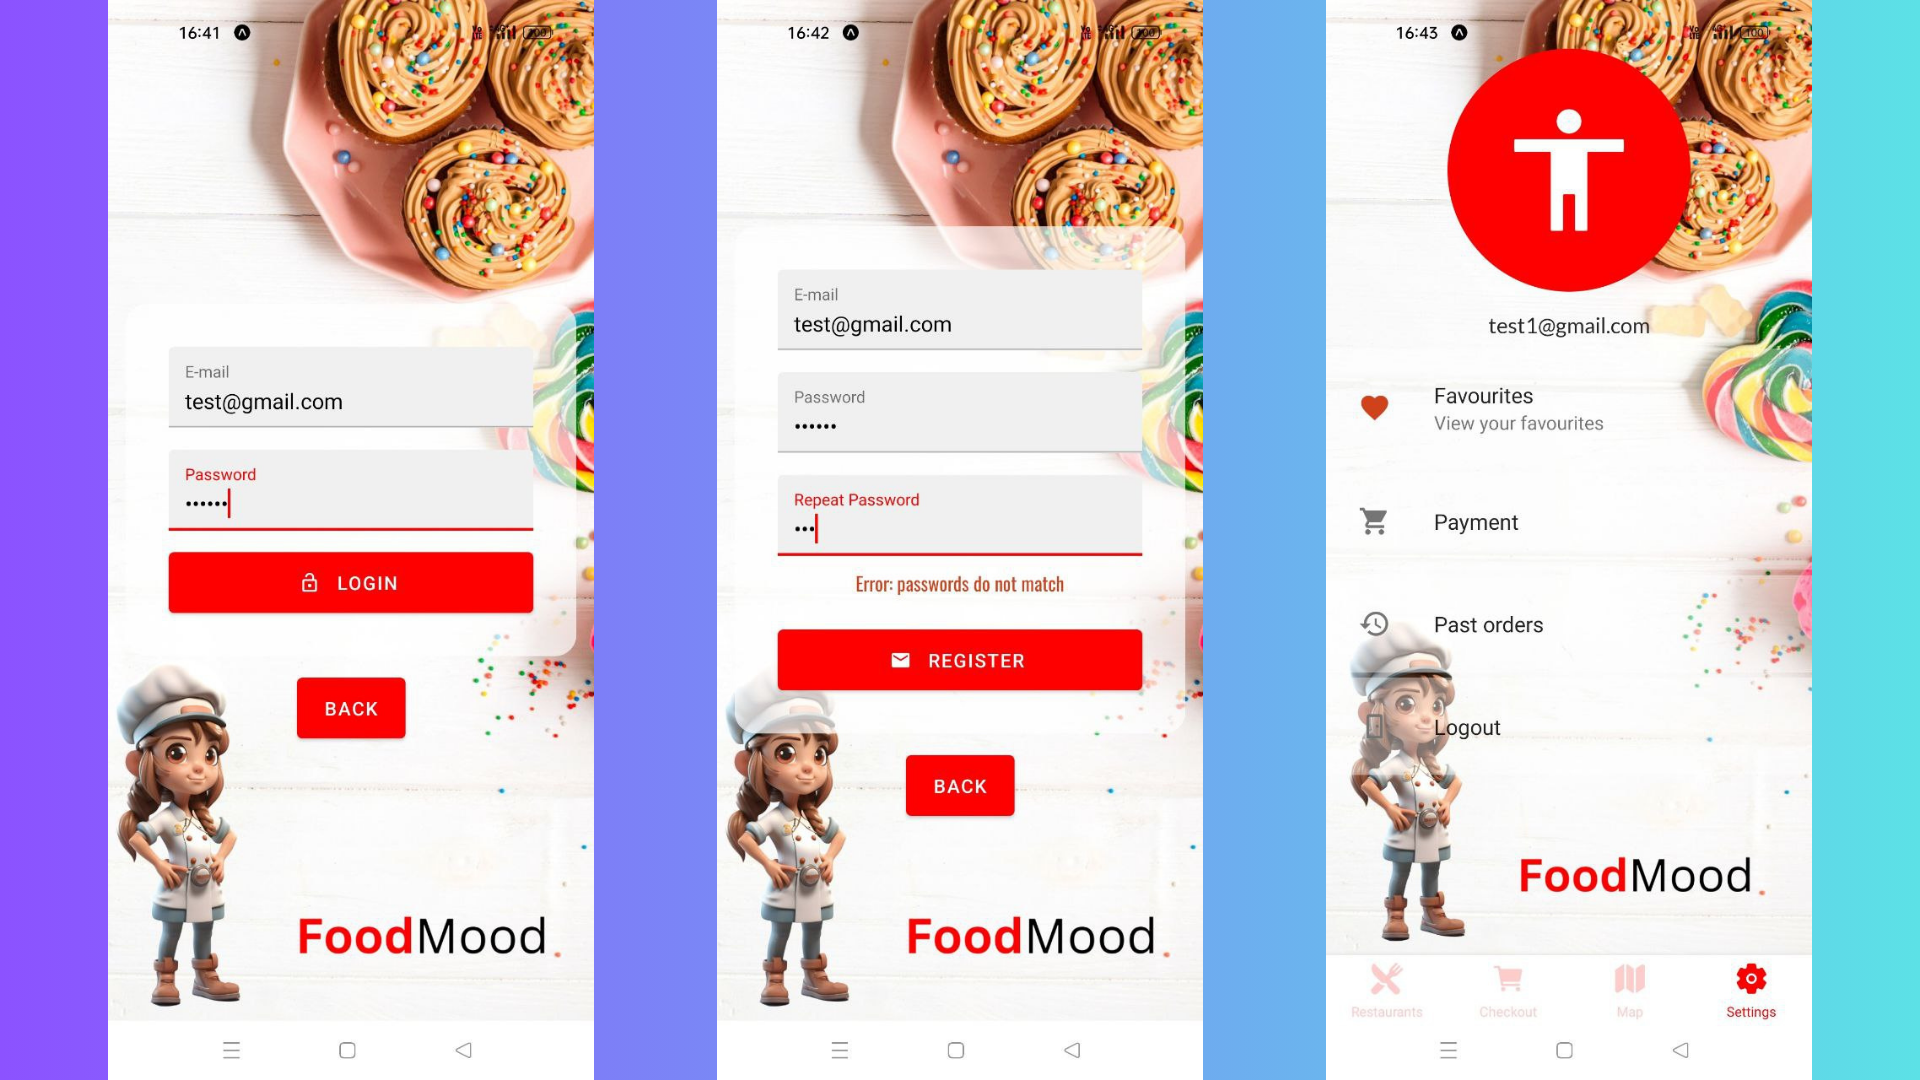 16:41
E-mail
test@gmail.com
Password
••••••
LOGIN
BACK
FoodMood
16:42
E-mail
test@gmail.com
Password
••••••
Repeat Password
•••
Error: passwords do not match
REGISTER
BACK
FoodMood
16:43
test1@gmail.com
Favourites
View your favourites
Payment
Past orders
Logout
FoodMood
Restaurants
Checkout
Map
Settings